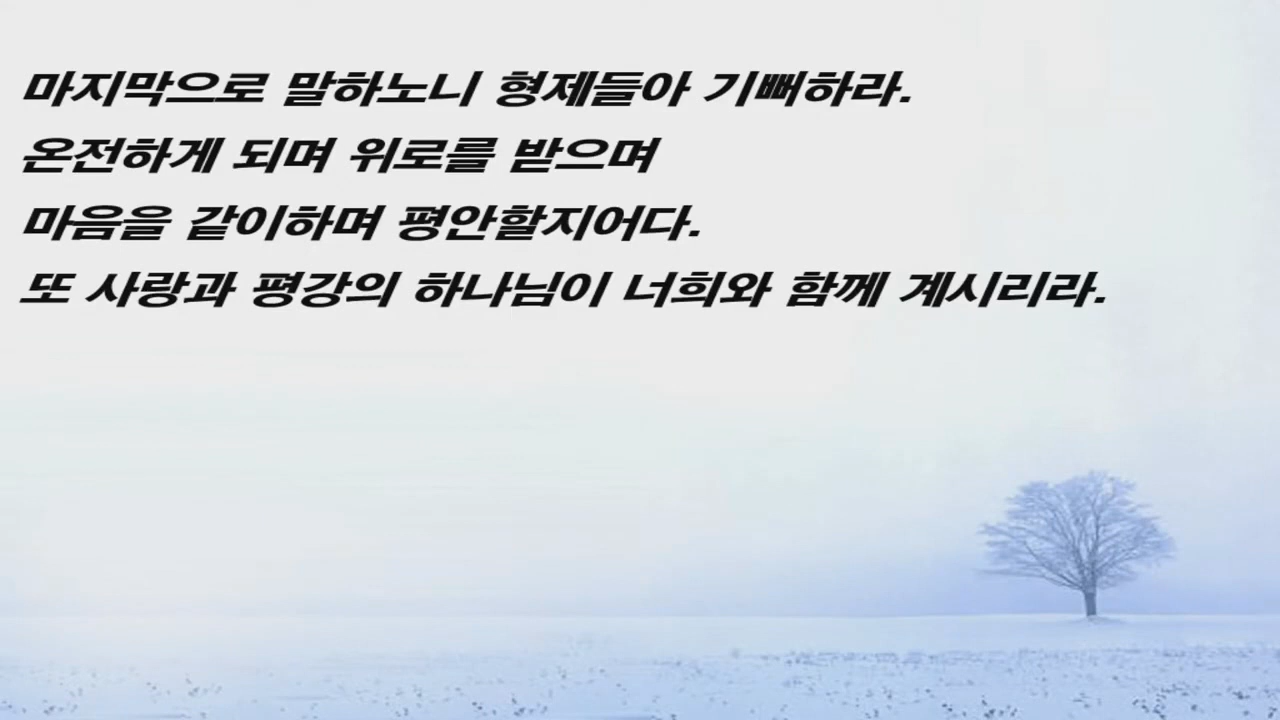 마지막으로 말하노니 형제들아 기뻐하라.
온전하게 되며 위로를 받으며
마음을 같이하며 평안할지어다.
또 사랑과 평강의 하나님이 너희와 함께 계시리라.